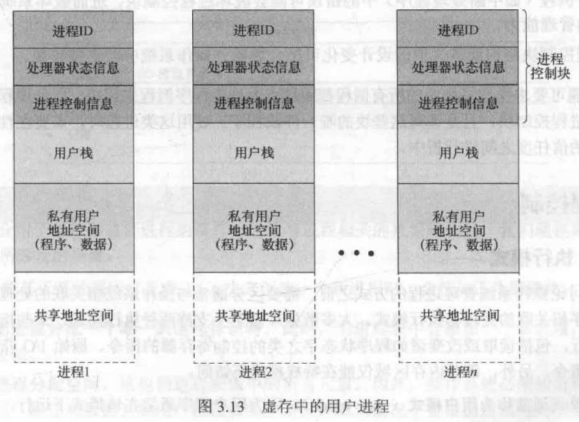 进程ID
处理器状态信息
进程控制信息
用户栈
私有用户
地址空间
(程序、数据)
共享地址空间
进程1
进程ID
处理器状态信息
进程控制信息
用户栈
私有用户
地址空间
(程序、数据)
共享地址空间
进程2
•••
进程ID
处理器状态信息
进程控制信息
用户栈
私有用户
地址空间
(程序、数据)
共享地址空间
进程n
进程
控制块
图 3.13 虚存中的用户进程